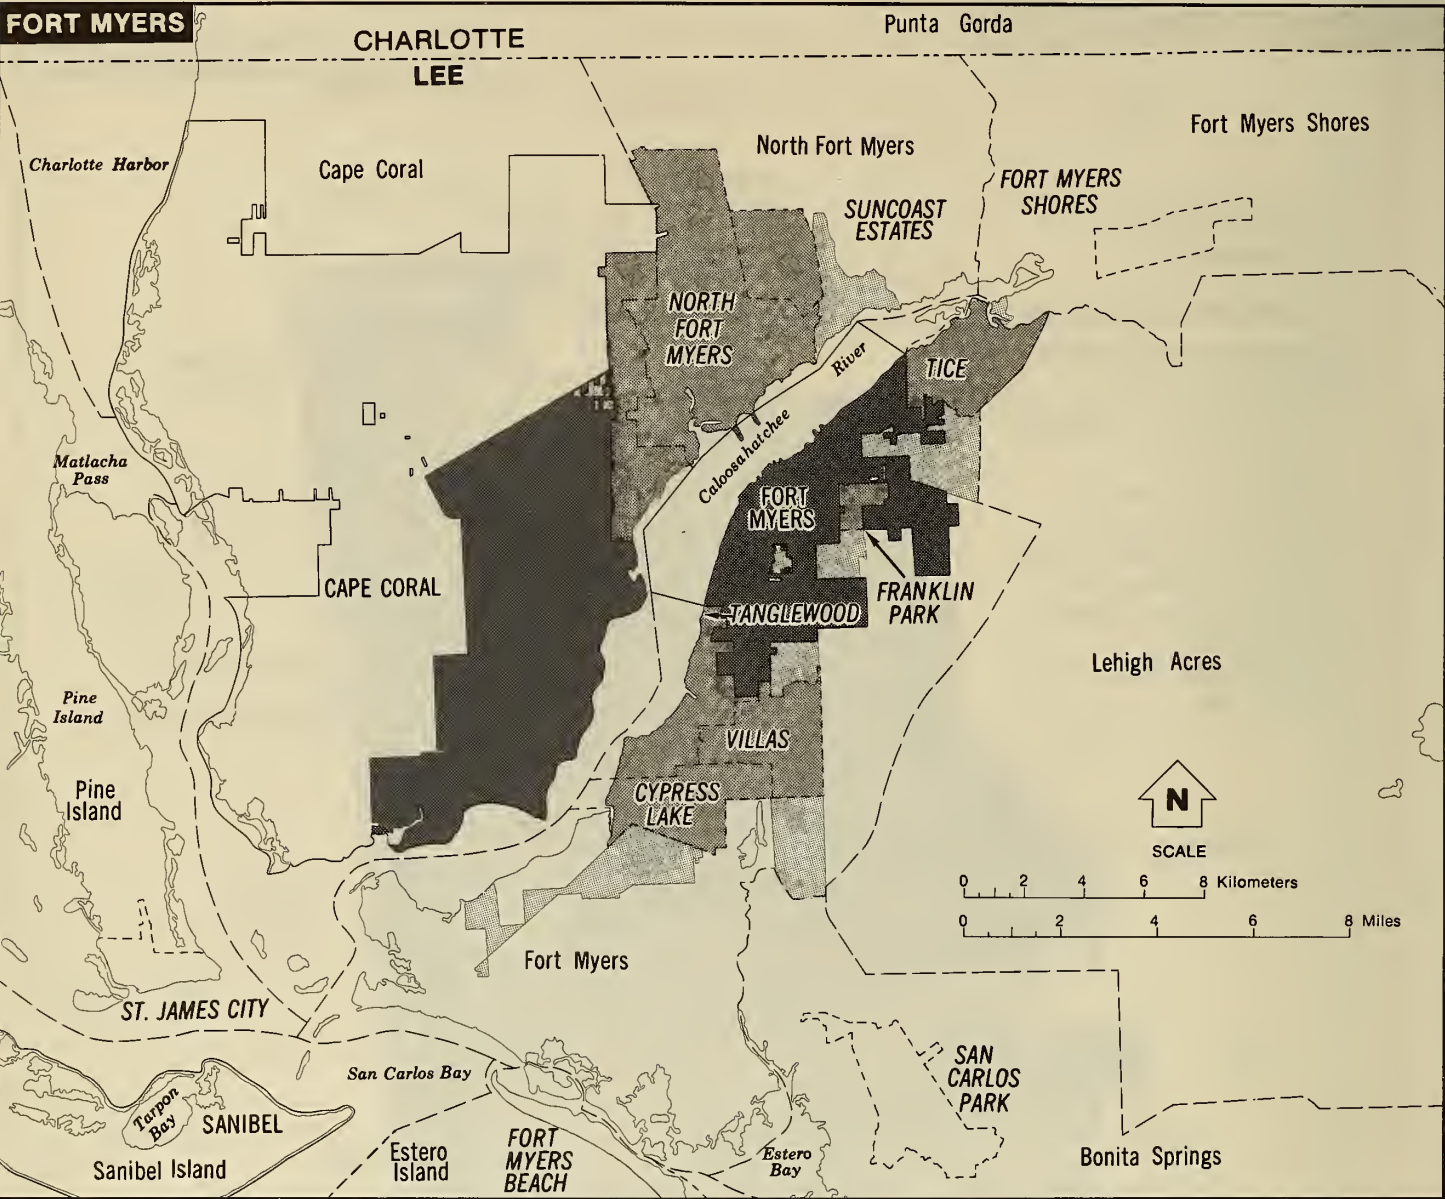 FORT MYERS
CHARLOTTE
LEE
Punta Gorda
Charlotte Harbor
Cape Coral
North Fort Myers
Fort Myers Shores
FORT MYERS
SHORES
SUNCOAST
ESTATES
NORTH
FORT
MYERS
River
TICE
Caloosahatchee
Matlacha
Pass
FORT
MYERS
CAPE CORAL
FRANKLIN
PARK
TANGLEWOOD
Lehigh Acres
Pine
Island
VILLAS
Pine
Island
CYPRESS
LAKE
N
SCALE
0 2 4 6 8 Kilometers
0 2 4 6 8 Miles
Fort Myers
ST. JAMES CITY
San Carlos Bay
SAN
CARLOS
PARK
Tarpon
Bay
SANIBEL
Sanibel Island
Estero
Island
FORT
MYERS
BEACH
Estero
Bay
Bonita Springs